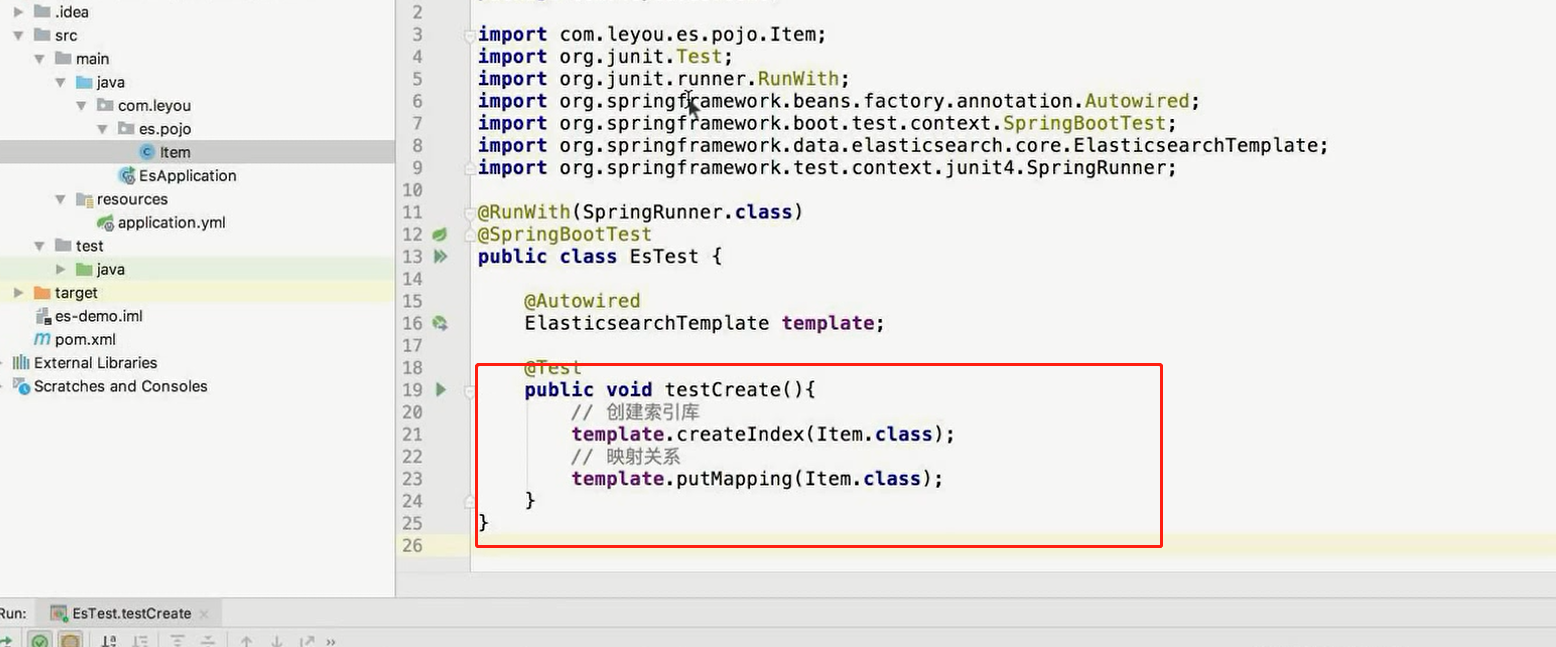 .idea
src
main
java
com.leyou
es.pojo
Item
EsApplication
resources
application.yml
test
java
target
es-demo.iml
pom.xml
External Libraries
Scratches and Consoles
2
3 import com.leyou.es.pojo.Item;
4 import org.junit.Test;
5 import org.junit.runner.RunWith;
6 import org.springframework.beans.factory.annotation.Autowired;
7 import org.springframework.boot.test.context.SpringBootTest;
8 import org.springframework.data.elasticsearch.core.ElasticsearchTemplate;
9 import org.springframework.test.context.junit4.SpringRunner;
10
11 @RunWith(SpringRunner.class)
12 @SpringBootTest
13 public class EsTest {
14
15 @Autowired
16 ElasticsearchTemplate template;
17
18 @Test
19 public void testCreate(){
20 // 创建索引库
21 template.createIndex(Item.class);
22 // 映射关系
23 template.putMapping(Item.class);
24 }
25 }
26
Run: EsTest.testCreate